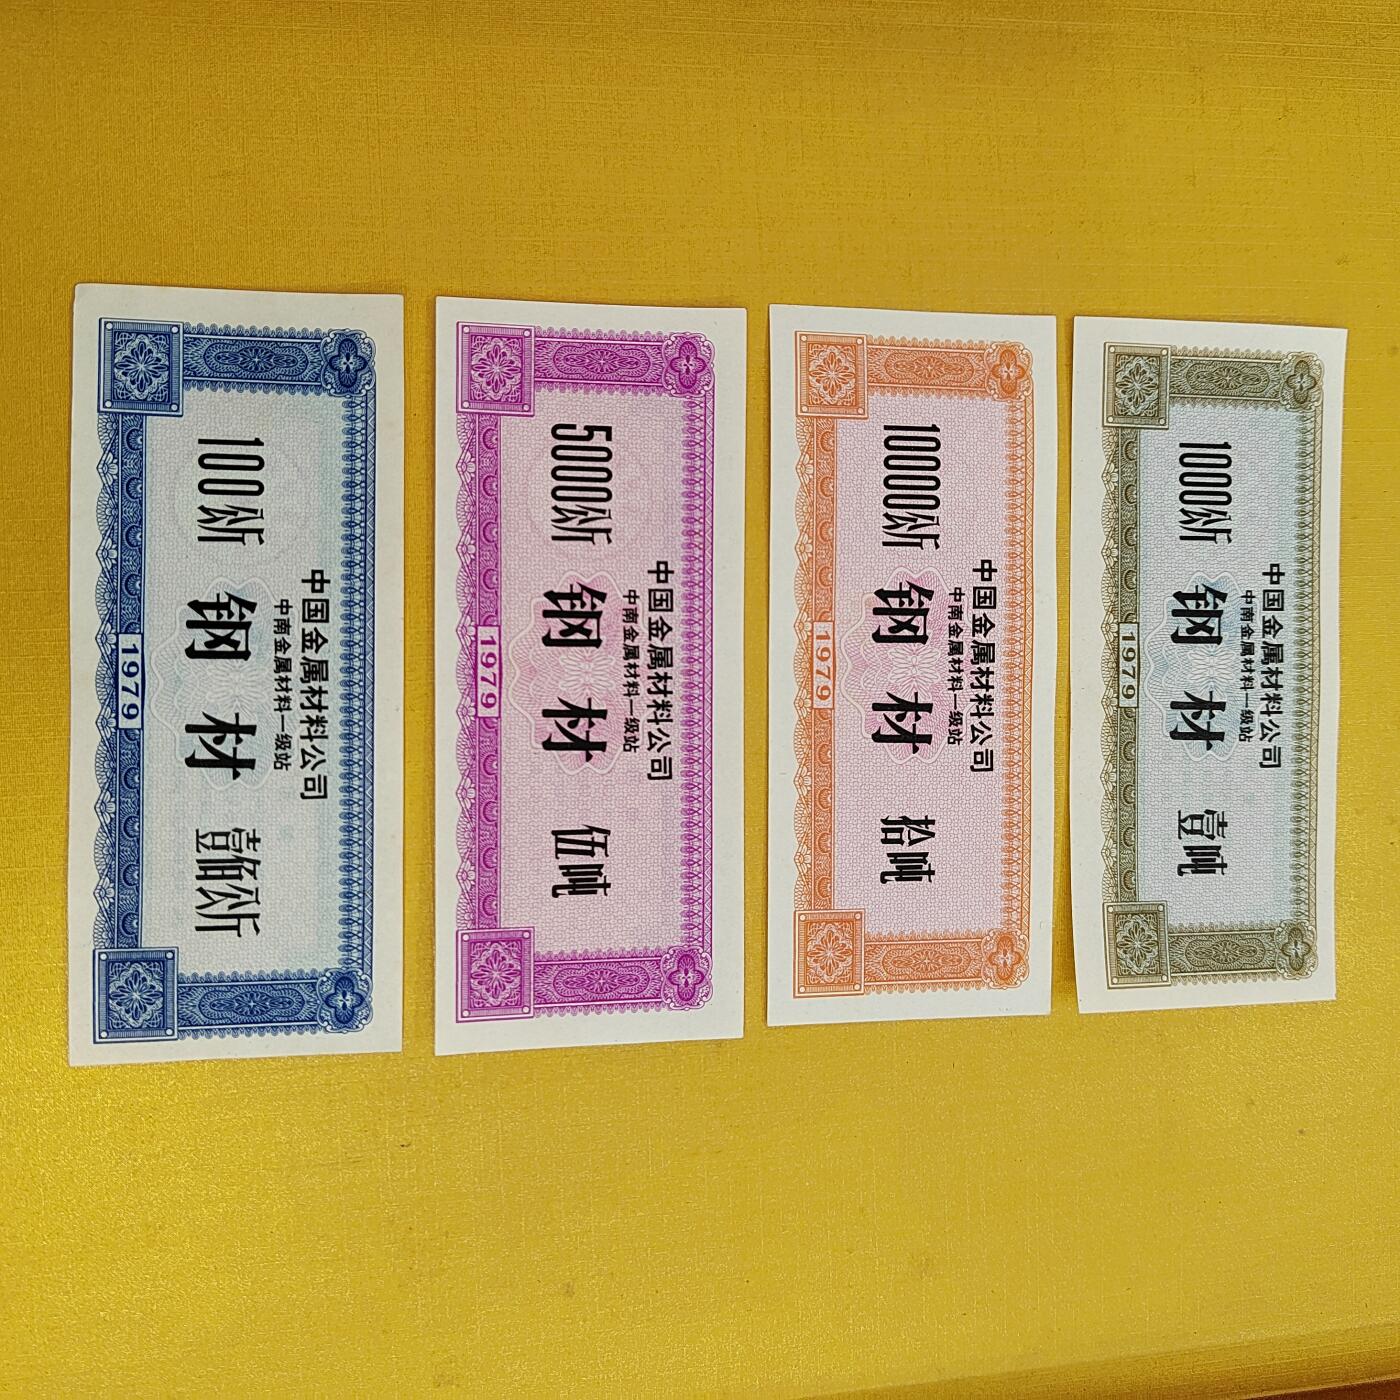 中国金属材料公司
中南金属材料一级站
100公斤 钢材 壹佰公斤
1979
中国金属材料公司
中南金属材料一级站
5000公斤 钢材 伍吨
1979
中国金属材料公司
中南金属材料一级站
10000公斤 钢材 拾吨
1979
中国金属材料公司
中南金属材料一级站
1000公斤 钢材 壹吨
1979